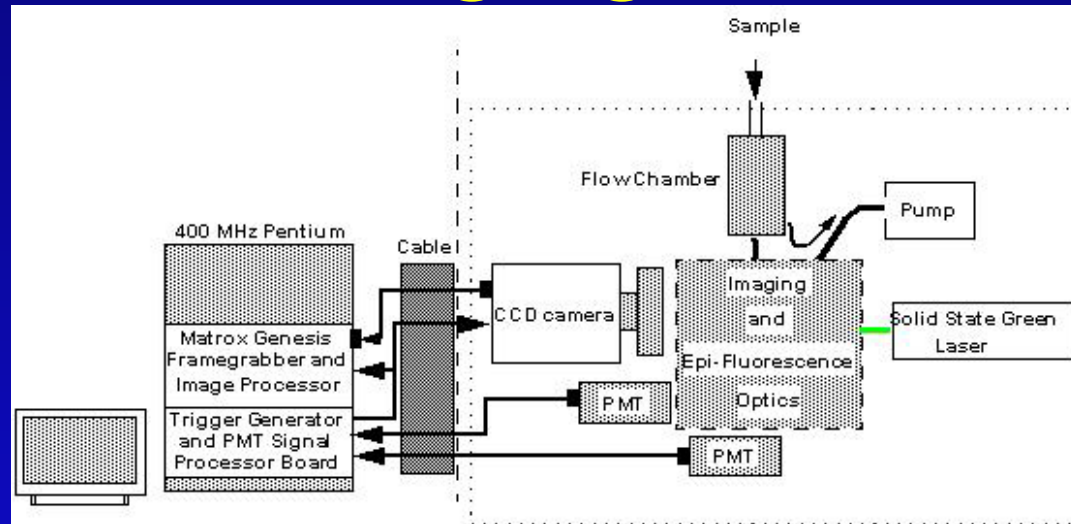 Sample
Flow Chamber
Pump
400 MHz Pentium
Cable
Imaging
and
Epi-Fluorescence
Optics
CCD camera
Solid State Green
Laser
Matrox Genesis
Framegrabber and
Image Processor
PMT
Trigger Generator
and PMT Signal
Processor Board
PMT